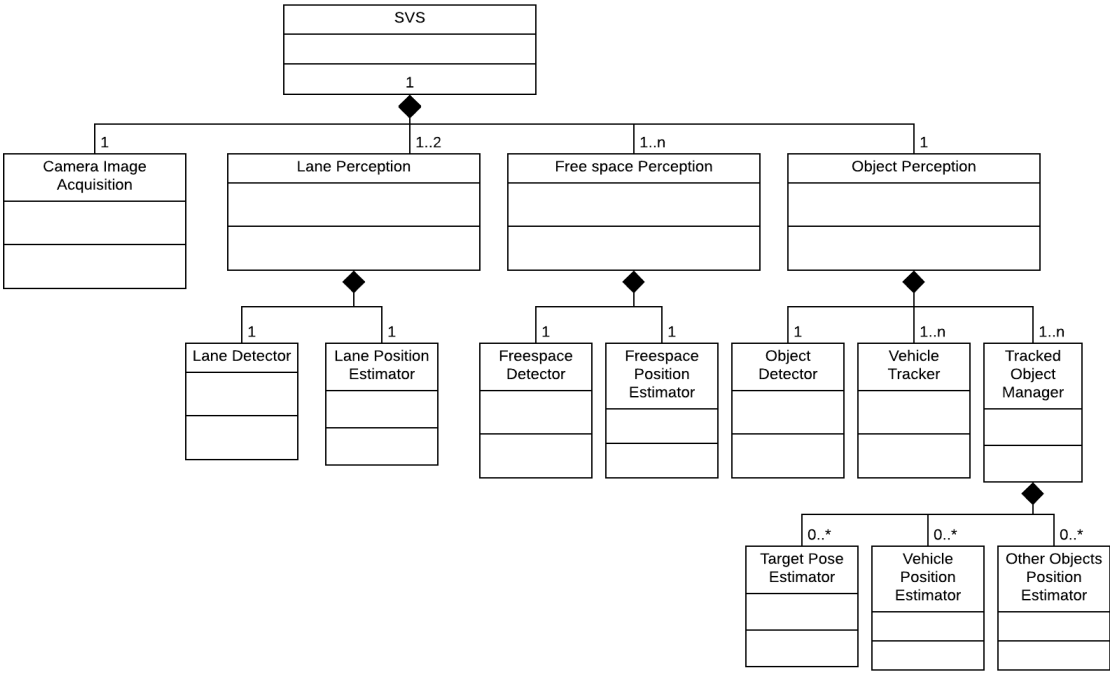 SVS
1
1
1..2
1..n
1
Camera Image
Acquisition
Lane Perception
Free space Perception
Object Perception
1
1
1
1
1
1..n
1..n
Lane Detector
Lane Position
Estimator
Freespace
Detector
Freespace
Position
Estimator
Object
Detector
Vehicle
Tracker
Tracked
Object
Manager
0..*
0..*
0..*
Target Pose
Estimator
Vehicle
Position
Estimator
Other Objects
Position
Estimator